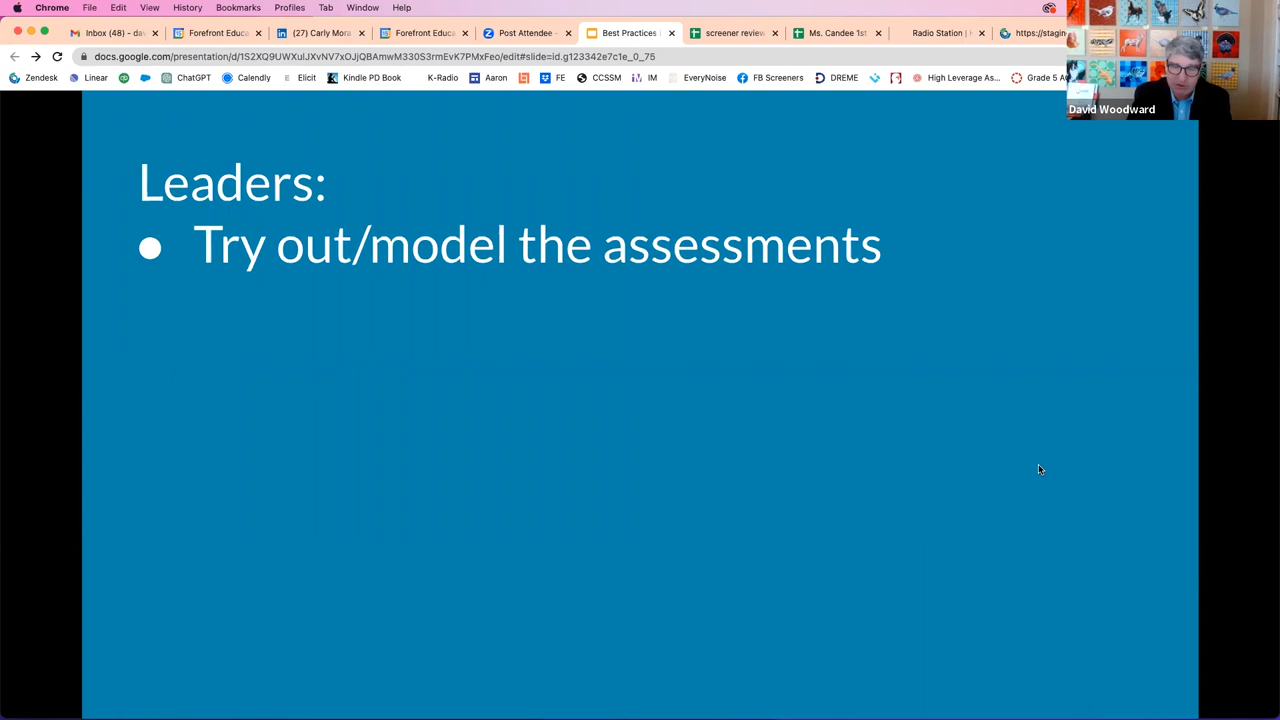 Chrome File Edit View History Bookmarks Profiles Tab Window Help
Inbox (48) - dav Forefront Educa (27) Carly Mora Forefront Educa Post Attendee - Best Practices screener review Ms. Candee 1st Radio Station | H https://stagin
docs.google.com/presentation/d/1S2XQ9UWXulJXvNV7xOJjQBAmwM330S3rmEvK7PMxFeo/edit#slide=id.g123342e7c1e_0_75
Zendesk Linear ChatGPT Calendly Elicit Kindle PD Book K-Radio Aaron FE CCSSM IM EveryNoise FB Screeners DREME High Leverage As... Grade 5 A
David Woodward
Leaders:
● Try out/model the assessments